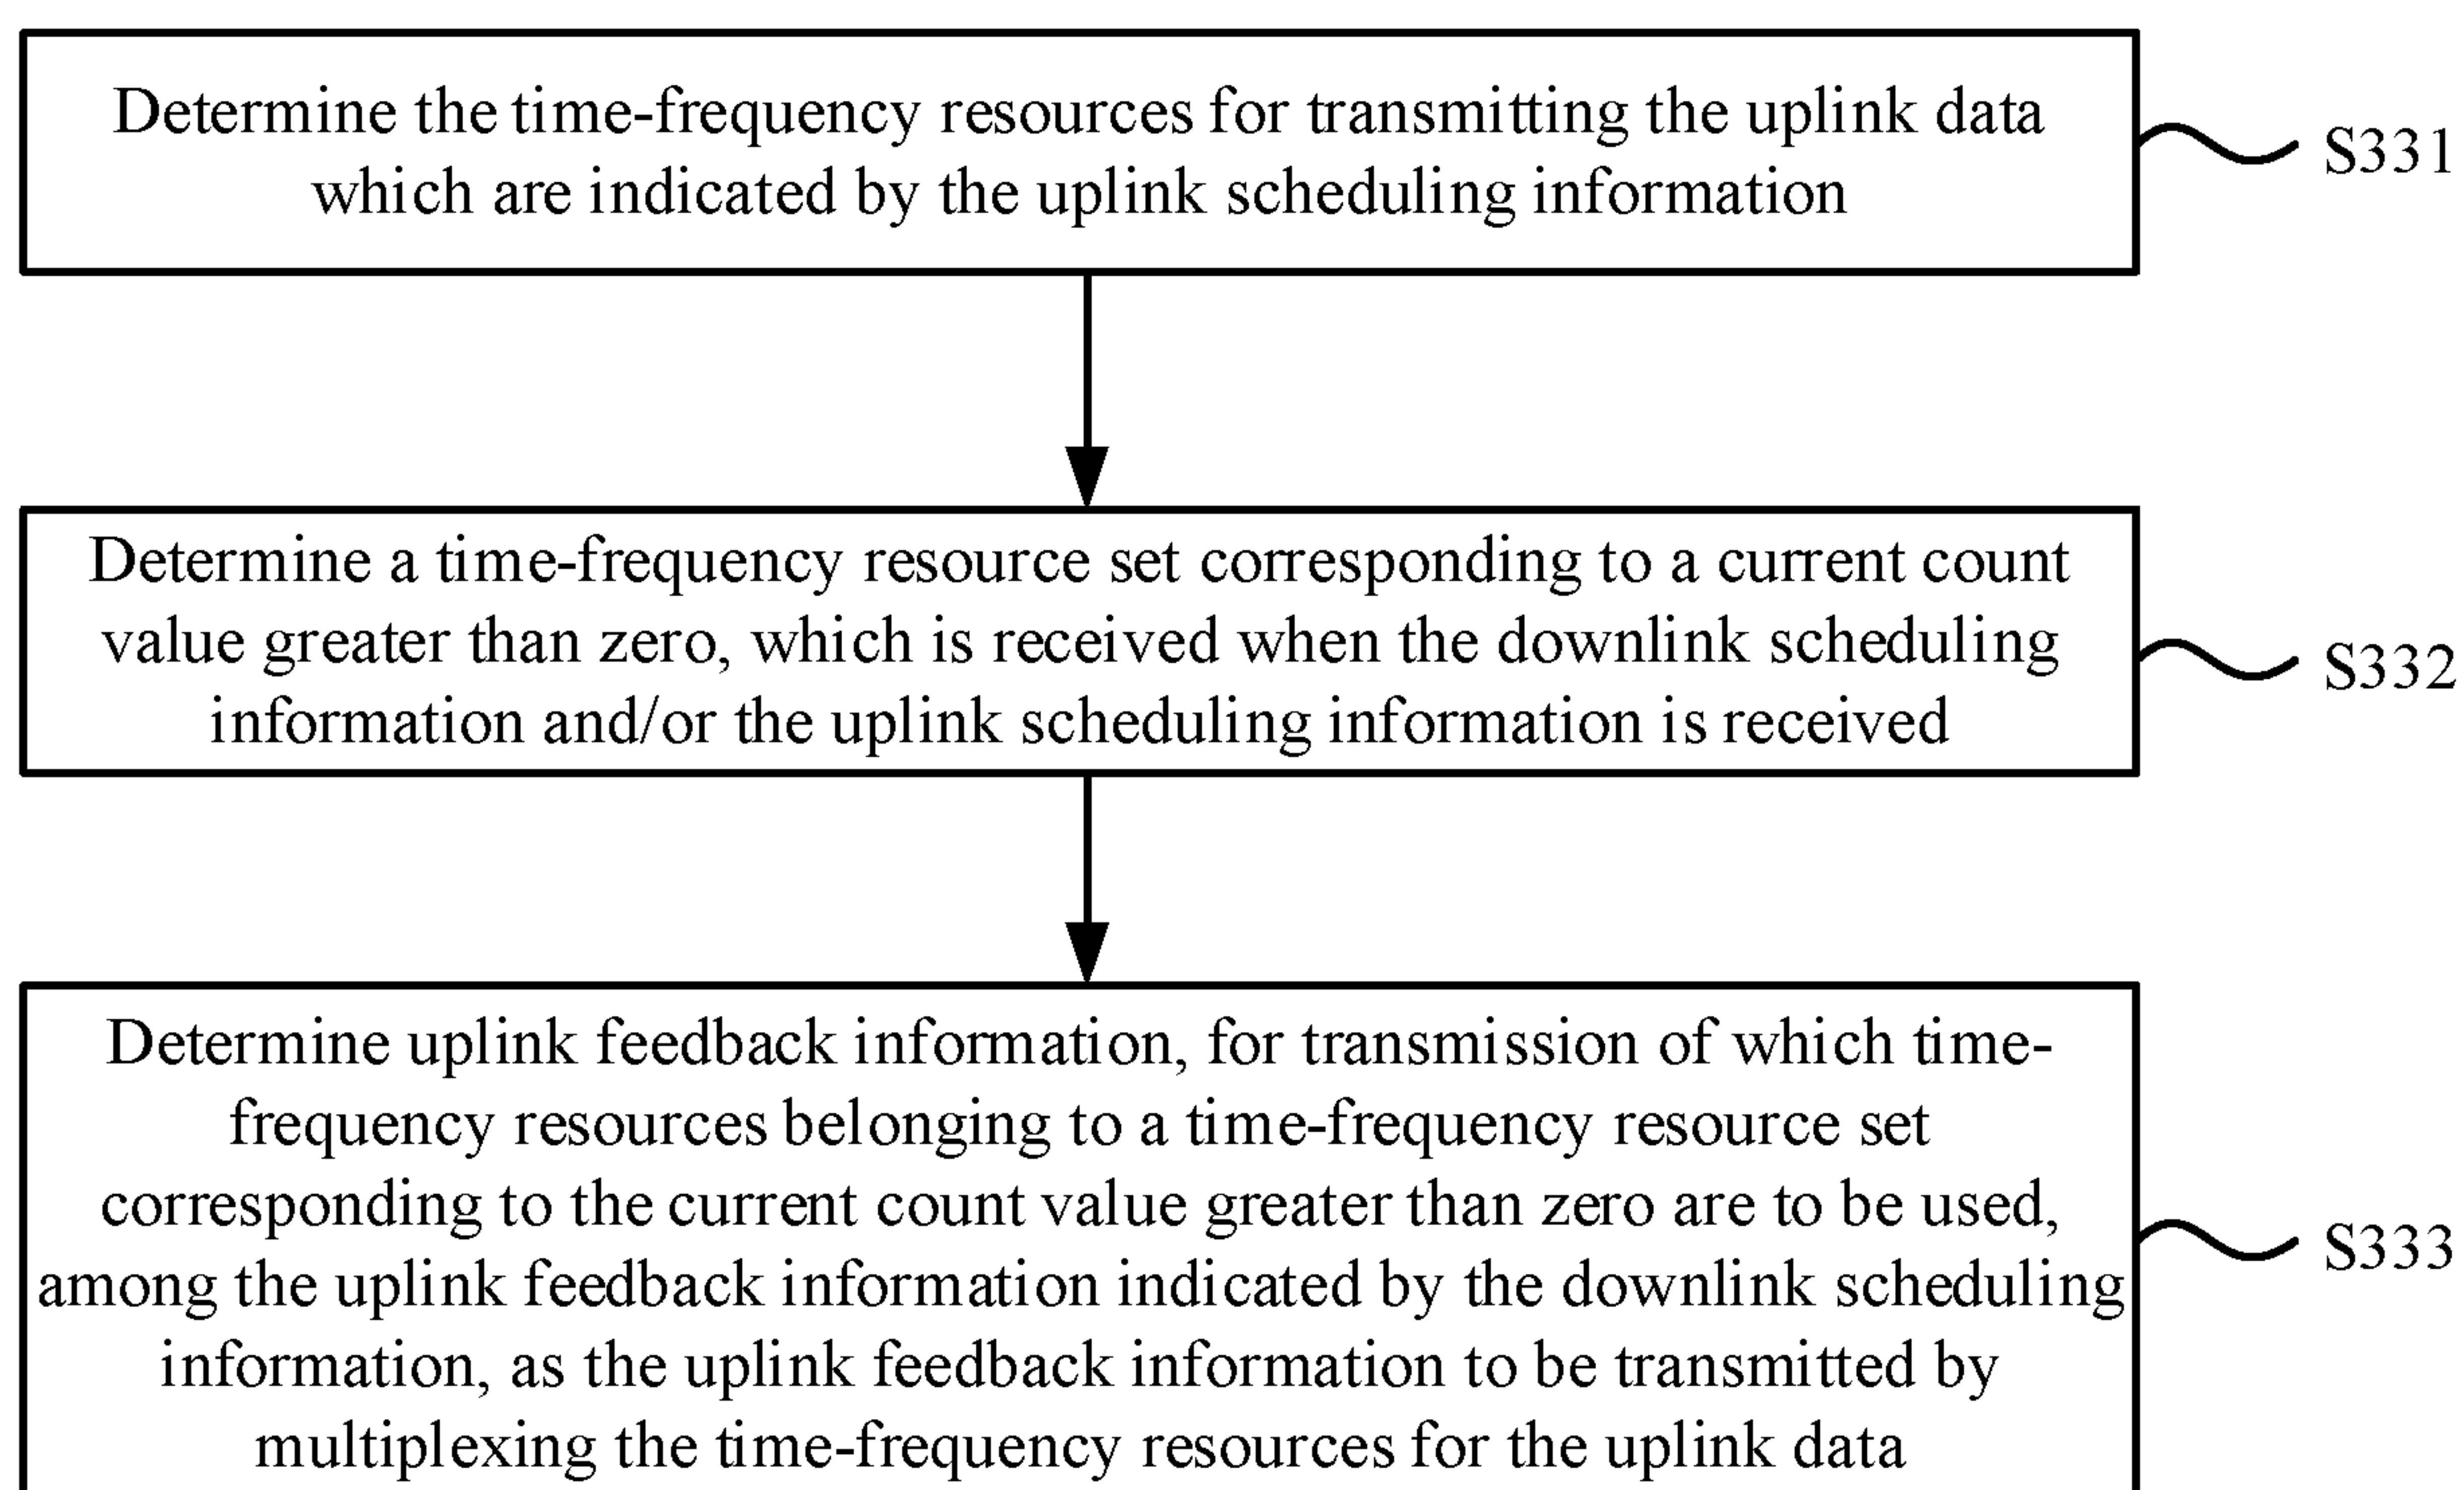 Determine the time-frequency resources for transmitting the uplink data
which are indicated by the uplink scheduling information
S331
Determine a time-frequency resource set corresponding to a current count
value greater than zero, which is received when the downlink scheduling
information and/or the uplink scheduling information is received
S332
Determine uplink feedback information, for transmission of which time-
frequency resources belonging to a time-frequency resource set
corresponding to the current count value greater than zero are to be used,
among the uplink feedback information indicated by the downlink scheduling
information, as the uplink feedback information to be transmitted by
multiplexing the time-frequency resources for the uplink data
S333